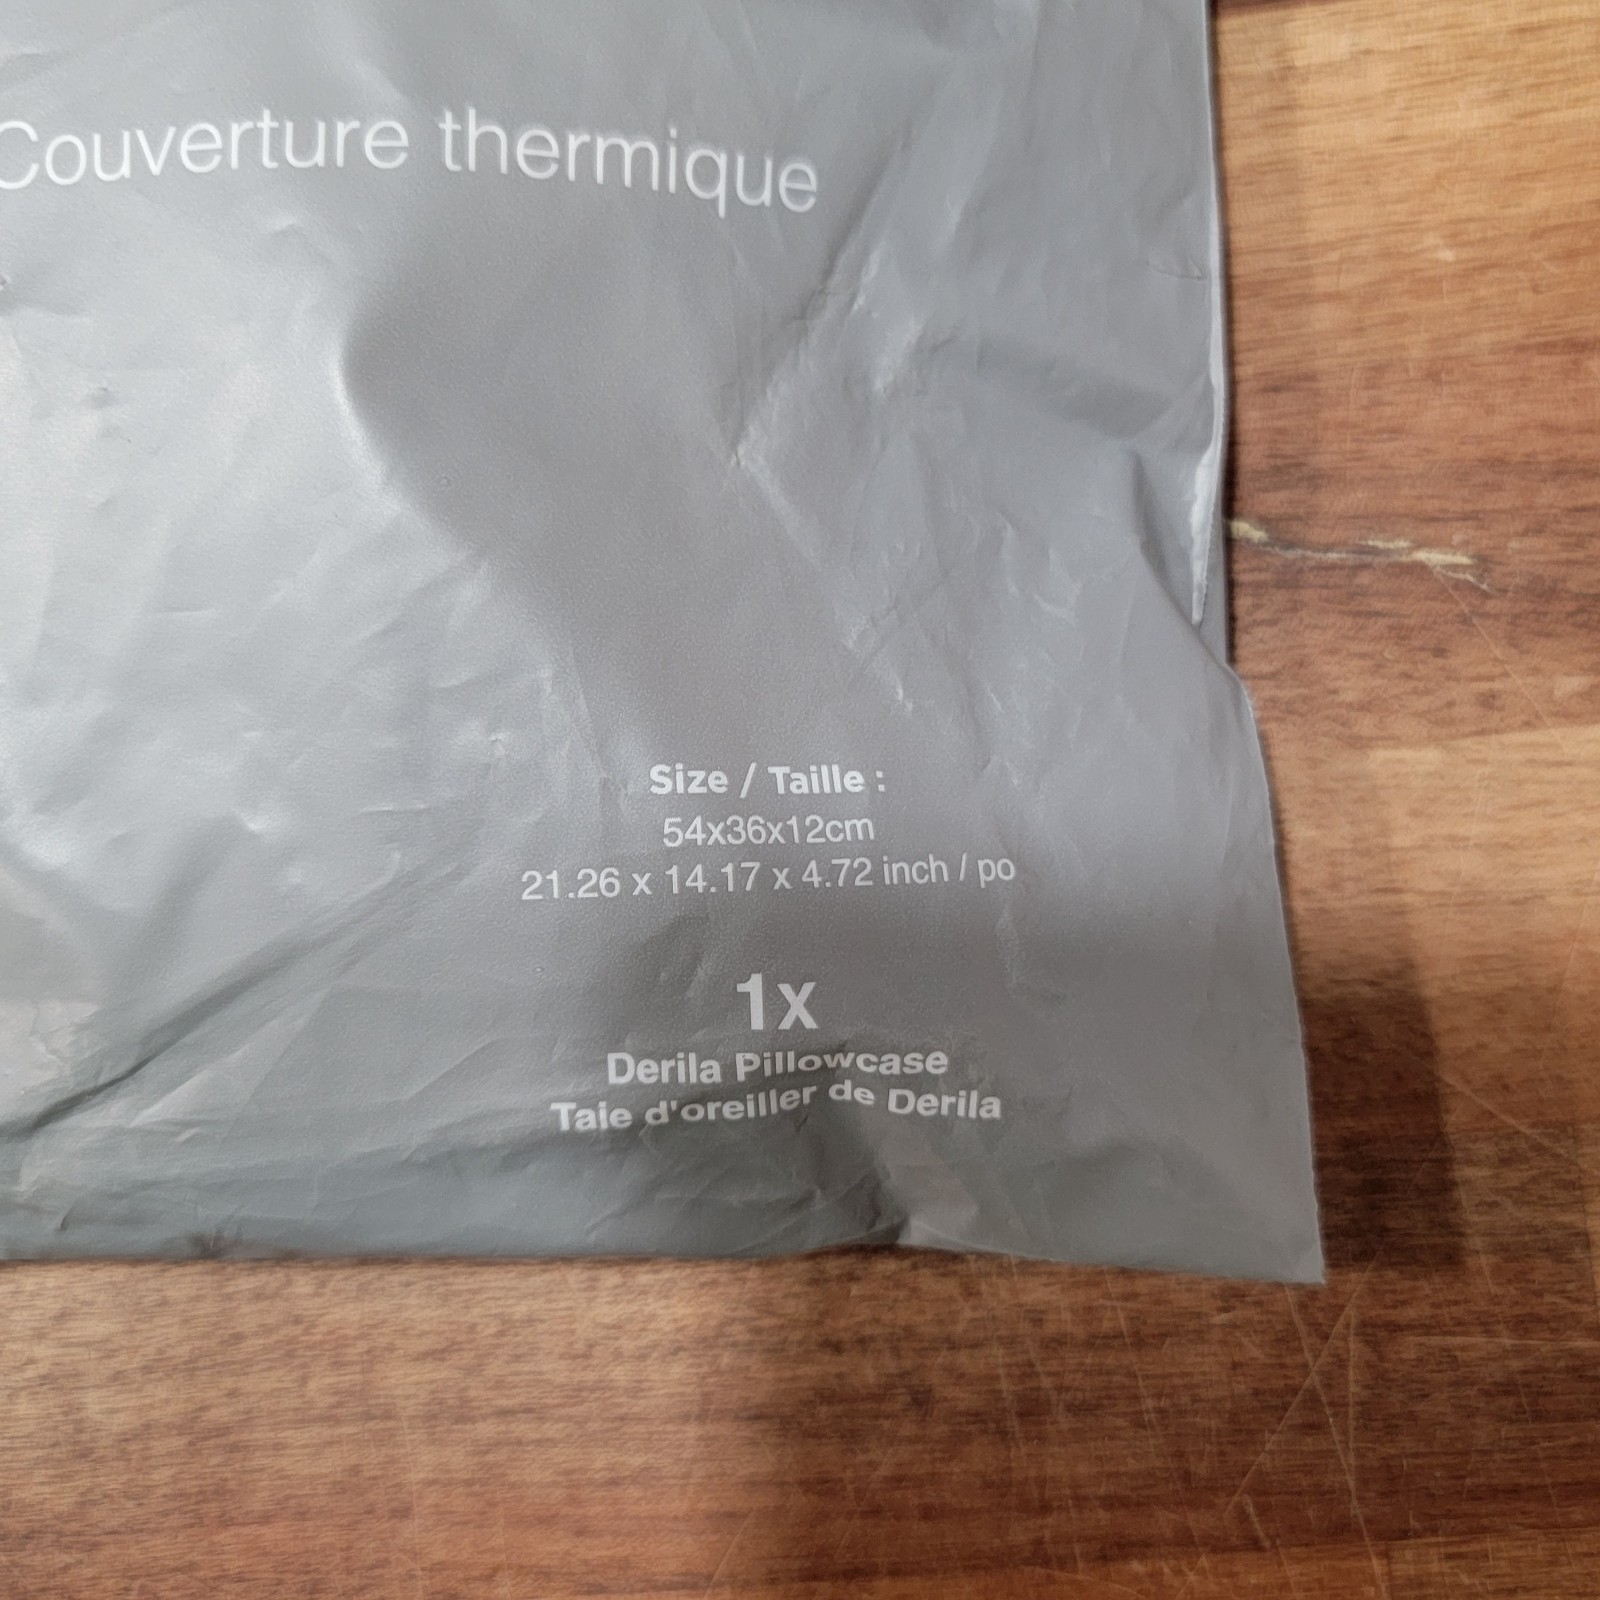 Couverture thermique
Size / Taille :
54x36x12cm
21.26 x 14.17 x 4.72 inch / po
1x
Derila Pillowcase
Taie d'oreiller de Derila